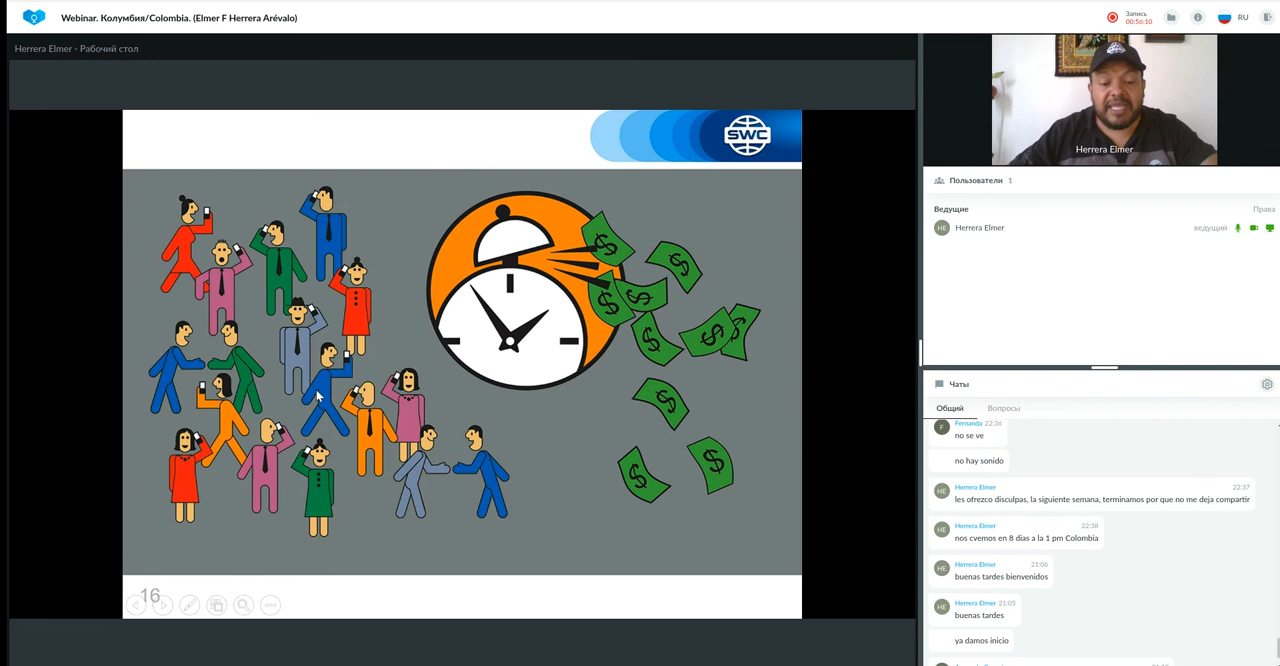 Webinar. Колумбия/Colombia. (Elmer F Herrera Arévalo)
Запись
00:56:10
RU
Herrera Elmer - Рабочий стол
SWC
$ $ $ $ $ $ $ $ $ $
16
Herrera Elmer
Пользователи 1
Ведущие
Права
HE Herrera Elmer ведущий
Чаты
Общий Вопросы
F Fernanda 22:36
no se ve
no hay sonido
HE Herrera Elmer 22:37
les ofrezco disculpas, la siguiente semana, terminamos por que no me deja compartir
HE Herrera Elmer 22:38
nos cvemos en 8 dias a la 1 pm Colombia
HE Herrera Elmer 21:06
buenas tardes bienvenidos
HE Herrera Elmer 21:05
buenas tardes
ya damos inicio